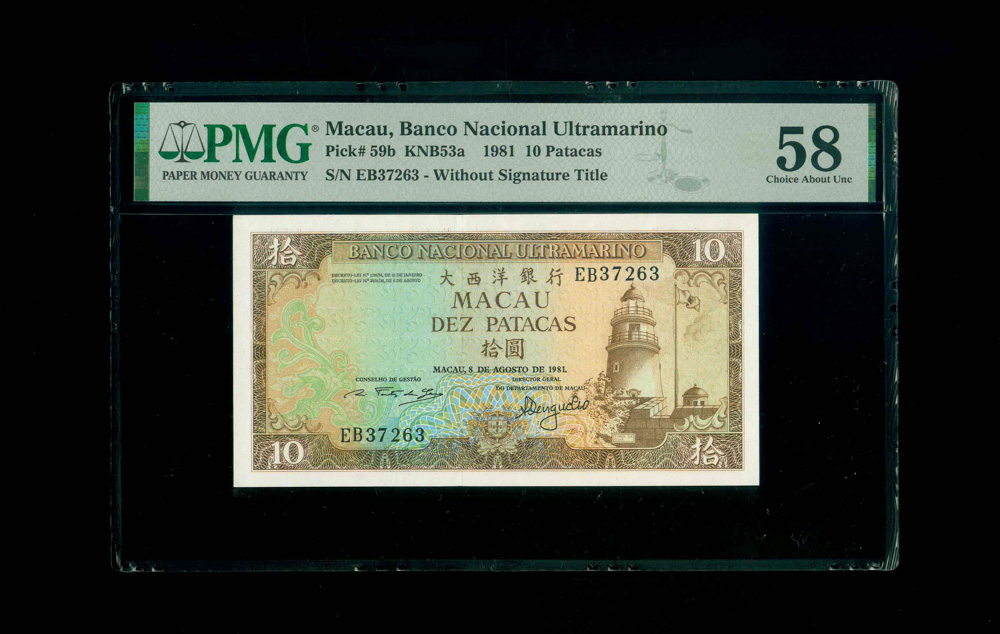 PMG®
PAPER MONEY GUARANTY
Macau, Banco Nacional Ultramarino
Pick# 59b KNB53a 1981 10 Patacas
S/N EB37263 - Without Signature Title
58
Choice About Unc
拾
BANCO NACIONAL ULTRAMARINO
10
大西洋銀行
EB37263
MACAU
DEZ PATACAS
拾圓
MACAU, 8 DE AGOSTO DE 1981.
CONSELHO DE GESTÃO
DIRECTOR GERAL
DO DEPARTAMENTO DE MACAU
EB37263
10
拾